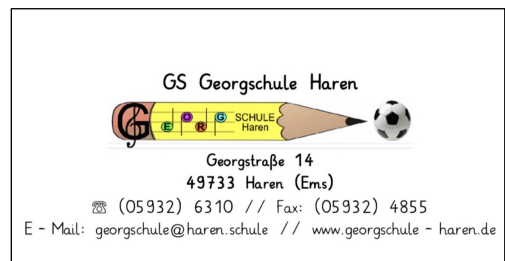 GS Georgschule Haren
GEORG SCHULE
Haren
Georgstraße 14
49733 Haren (Ems)
☏ (05932) 6310 // Fax: (05932) 4855
E - Mail: georgschule@haren.schule // www.georgschule - haren.de